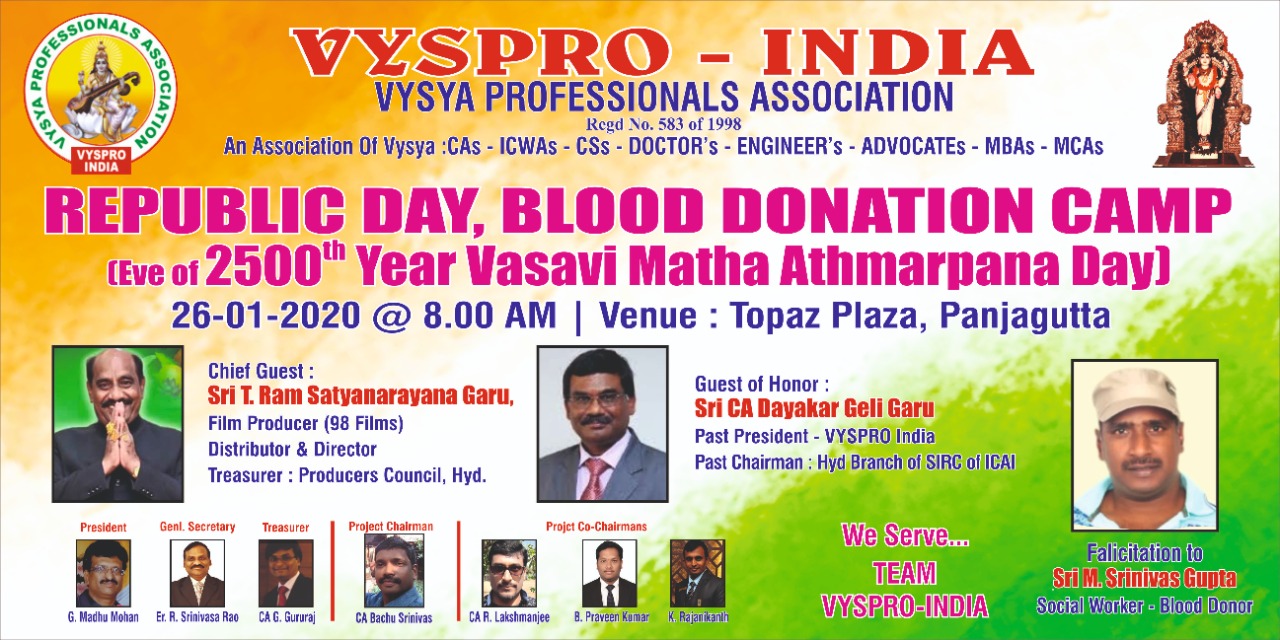 VYSYA PROFESSIONALS ASSOCIATION
VYSPRO
INDIA
VYSPRO - INDIA
VYSYA PROFESSIONALS ASSOCIATION
Regd No. 583 of 1998
An Association Of Vysya :CAs - ICWAs - CSs - DOCTOR's - ENGINEER's - ADVOCATEs - MBAs - MCAs
REPUBLIC DAY, BLOOD DONATION CAMP
(Eve of 2500th Year Vasavi Matha Athmarpana Day)
26-01-2020 @ 8.00 AM | Venue : Topaz Plaza, Panjagutta
Chief Guest :
Sri T. Ram Satyanarayana Garu,
Film Producer (98 Films)
Distributor & Director
Treasurer : Producers Council, Hyd.
Guest of Honor :
Sri CA Dayakar Geli Garu
Past President - VYSPRO India
Past Chairman : Hyd Branch of SIRC of ICAI
President
G. Madhu Mohan
Genl. Secretary
Er. R. Srinivasa Rao
Treasurer
CA G. Gururaj
Project Chairman
CA Bachu Srinivas
Projct Co-Chairmans
CA R. Lakshmanjee
B. Praveen Kumar
K. Rajanikanth
We Serve...
TEAM
VYSPRO-INDIA
Falicitation to
Sri M. Srinivas Gupta
Social Worker - Blood Donor